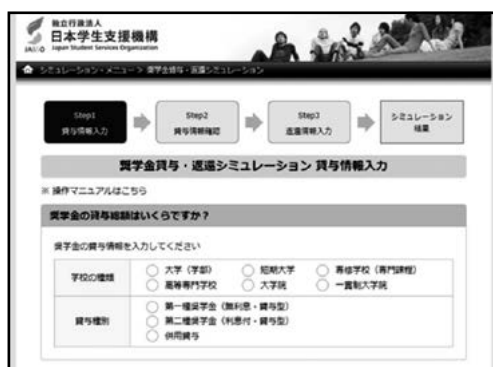 独立行政法人
日本学生支援機構
JASSO Japan Student Services Organization
シミュレーション・メニュー > 奨学金貸与・返還シミュレーション
Step1
貸与情報入力
Step2
貸与情報確認
Step3
返還情報入力
シミュレーション
結果
奨学金貸与・返還シミュレーション 貸与情報入力
※ 操作マニュアルはこちら
奨学金の貸与総額はいくらですか？
奨学金の貸与情報を入力してください
学校の種類
大学（学部） 短期大学 専修学校（専門課程）
高等専門学校 大学院 一貫制大学院
貸与種別
第一種奨学金（無利息・貸与型）
第二種奨学金（利息付・貸与型）
併用貸与